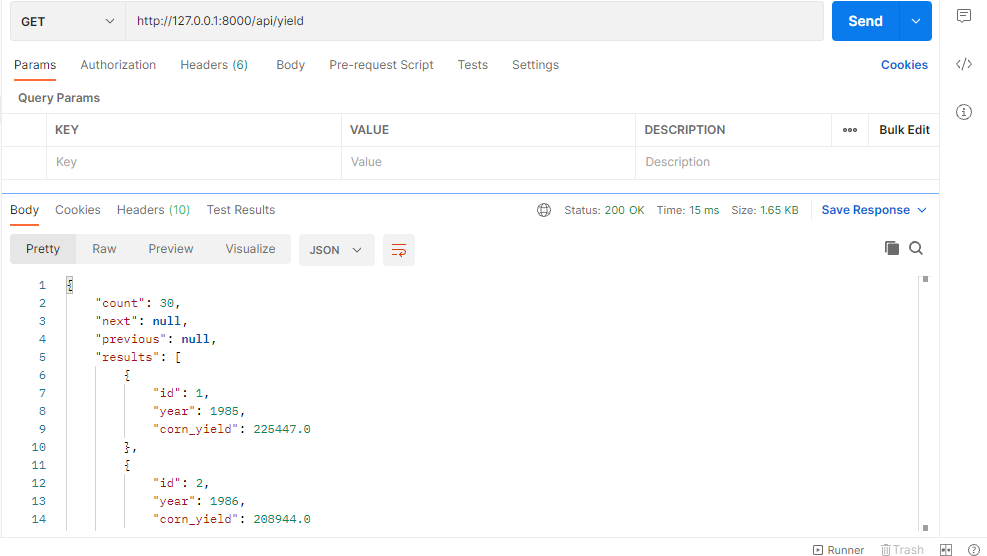 GET http://127.0.0.1:8000/api/yield Send
Params Authorization Headers (6) Body Pre-request Script Tests Settings Cookies
Query Params
KEY VALUE DESCRIPTION ooo Bulk Edit
Key Value Description
Body Cookies Headers (10) Test Results Status: 200 OK Time: 15 ms Size: 1.65 KB Save Response
Pretty Raw Preview Visualize JSON
1 {
2 "count": 30,
3 "next": null,
4 "previous": null,
5 "results": [
6 {
7 "id": 1,
8 "year": 1985,
9 "corn_yield": 225447.0
10 },
11 {
12 "id": 2,
13 "year": 1986,
14 "corn_yield": 208944.0
Runner Trash